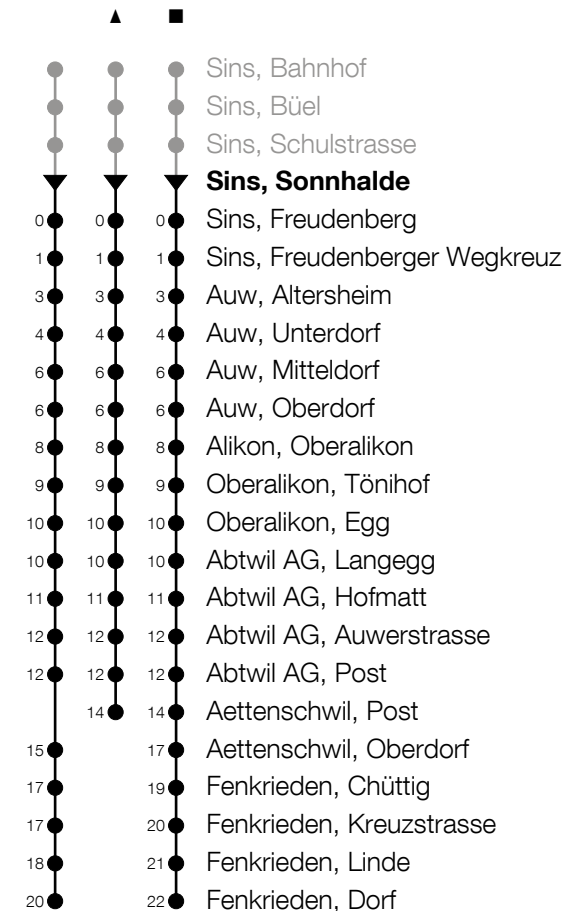 ▲ ■
Sins, Bahnhof
Sins, Büel
Sins, Schulstrasse
Sins, Sonnhalde
0 0 0 Sins, Freudenberg
1 1 1 Sins, Freudenberger Wegkreuz
3 3 3 Auw, Altersheim
4 4 4 Auw, Unterdorf
6 6 6 Auw, Mitteldorf
6 6 6 Auw, Oberdorf
8 8 8 Alikon, Oberalikon
9 9 9 Oberalikon, Tönihof
10 10 10 Oberalikon, Egg
10 10 10 Abtwil AG, Langegg
11 11 11 Abtwil AG, Hofmatt
12 12 12 Abtwil AG, Auwerstrasse
12 12 12 Abtwil AG, Post
14 14 Aettenschwil, Post
15 17 Aettenschwil, Oberdorf
17 19 Fenkrieden, Chüttig
17 20 Fenkrieden, Kreuzstrasse
18 21 Fenkrieden, Linde
20 22 Fenkrieden, Dorf